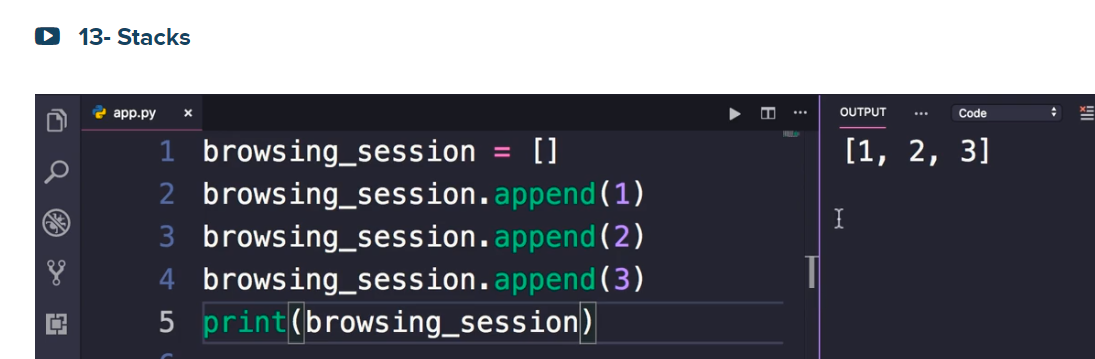 13- Stacks
app.py ×
OUTPUT ... Code
1 browsing_session = []
2 browsing_session.append(1)
3 browsing_session.append(2)
4 browsing_session.append(3)
5 print(browsing_session)
[1, 2, 3]